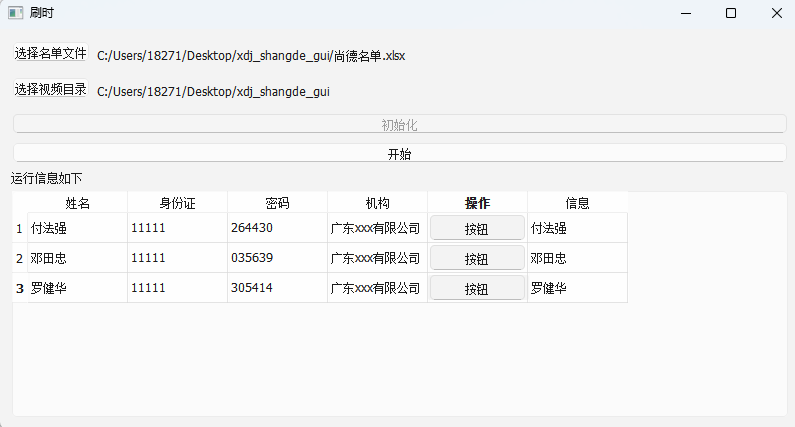 刷时
选择名单文件 C:/Users/18271/Desktop/xdj_shangde_gui/尚德名单.xlsx
选择视频目录 C:/Users/18271/Desktop/xdj_shangde_gui
初始化
开始
运行信息如下
姓名 身份证 密码 机构 操作 信息
1 付法强 11111 264430 广东xxx有限公司 按钮 付法强
2 邓田忠 11111 035639 广东xxx有限公司 按钮 邓田忠
3 罗健华 11111 305414 广东xxx有限公司 按钮 罗健华